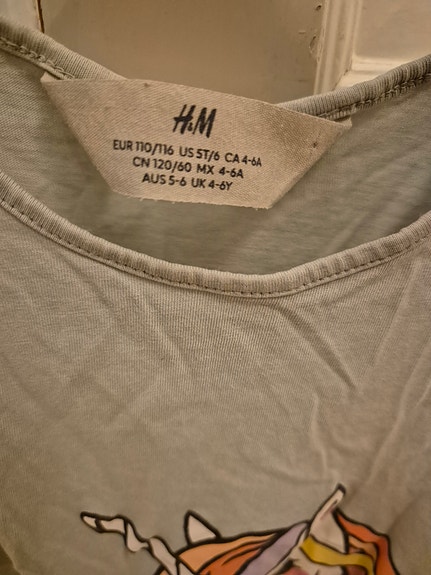 H&M
EUR 110/116 US 5T/6 CA 4-6A
CN 120/60 MX 4-6A
AUS 5-6 UK 4-6Y